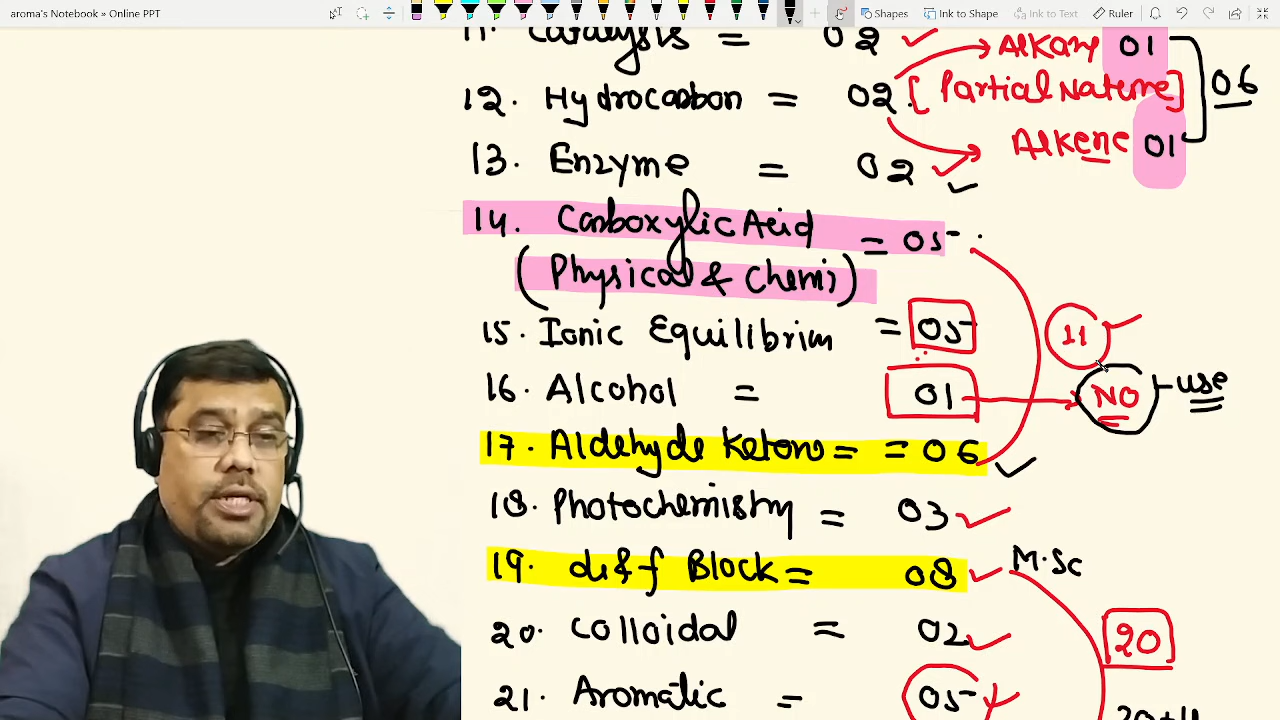 aroma's Notebook » Online PPT
Shapes
Ink to Shape
Ink to Text
Ruler
11. Catalysis = 02
Alkane 01
12. Hydrocarbon = 02 [Partial Nateme] 06
Alkene 01
13. Enzyme = 02
14. Carboxylic Acid = 05
(Physical & Chemi)
15. Ionic Equilibrium = 05
11
16. Alcohol = 01 NO - use
17. Aldehyde Ketone = = 06
18. Photochemistry = 03
19. d & f Block = 08 M.Sc
20. Colloidal = 02
20
21. Aromatic = 05